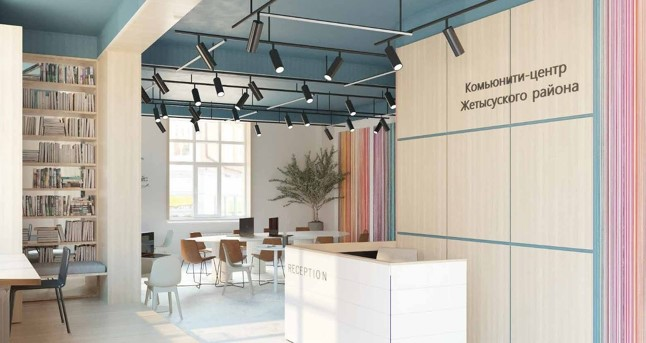 Комьюнити-центр
Жетысуского района
RECEPTION